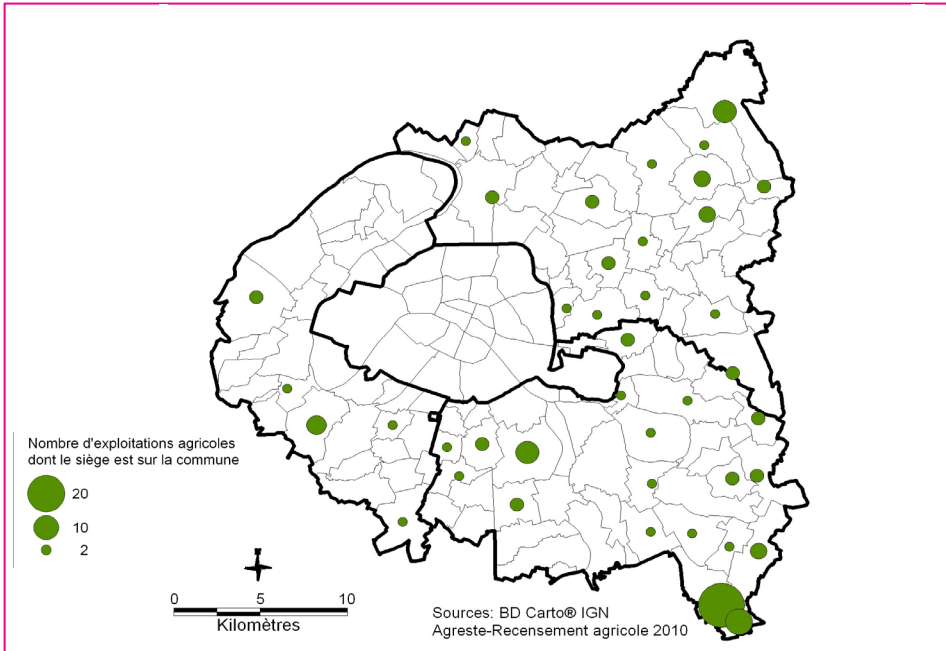 Nombre d'exploitations agricoles
dont le siège est sur la commune
20
10
2
0 5 10
Kilomètres
Sources: BD Carto® IGN
Agreste-Recensement agricole 2010